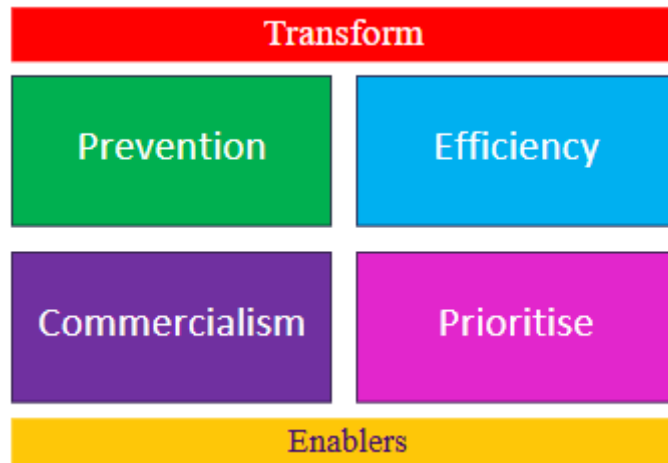 Transform
Prevention
Efficiency
Commercialism
Prioritise
Enablers